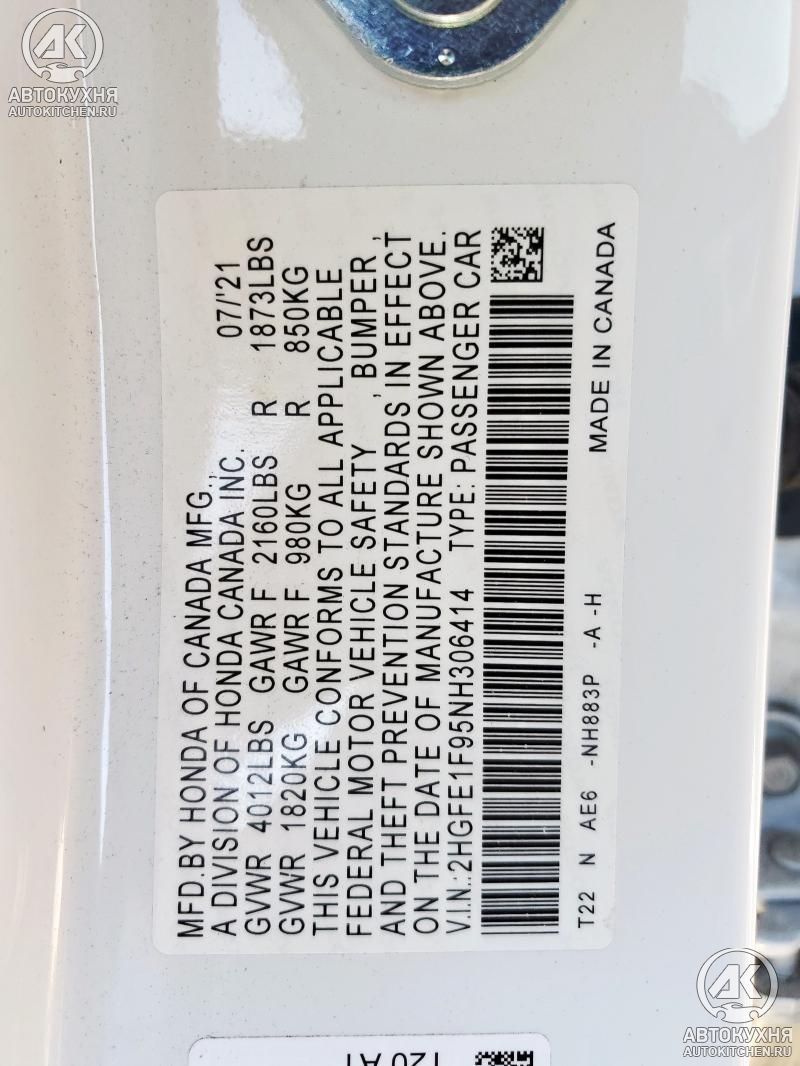 АВТОКУХНЯ
AUTOKITCHEN.RU
MFD.BY HONDA OF CANADA MFG., 07/'21
A DIVISION OF HONDA CANADA INC.
GVWR 4012LBS GAWR F 2160LBS R 1873LBS
GVWR 1820KG GAWR F 980KG R 850KG
THIS VEHICLE CONFORMS TO ALL APPLICABLE
FEDERAL MOTOR VEHICLE SAFETY , BUMPER ,
AND THEFT PREVENTION STANDARDS IN EFFECT
ON THE DATE OF MANUFACTURE SHOWN ABOVE.
V.I.N.:2HGFE1F95NH306414 TYPE: PASSENGER CAR
T22 N AE6 -NH883P -A -H
MADE IN CANADA
АВТОКУХНЯ
AUTOKITCHEN.RU